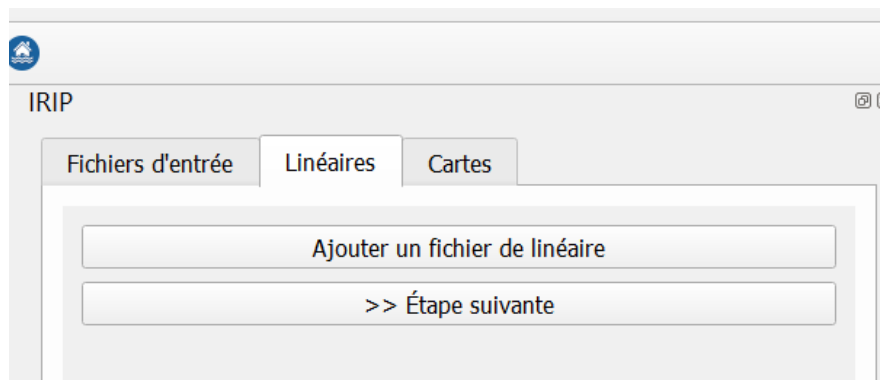 IRIP
Fichiers d'entrée Linéaires Cartes
Ajouter un fichier de linéaire
>> Étape suivante